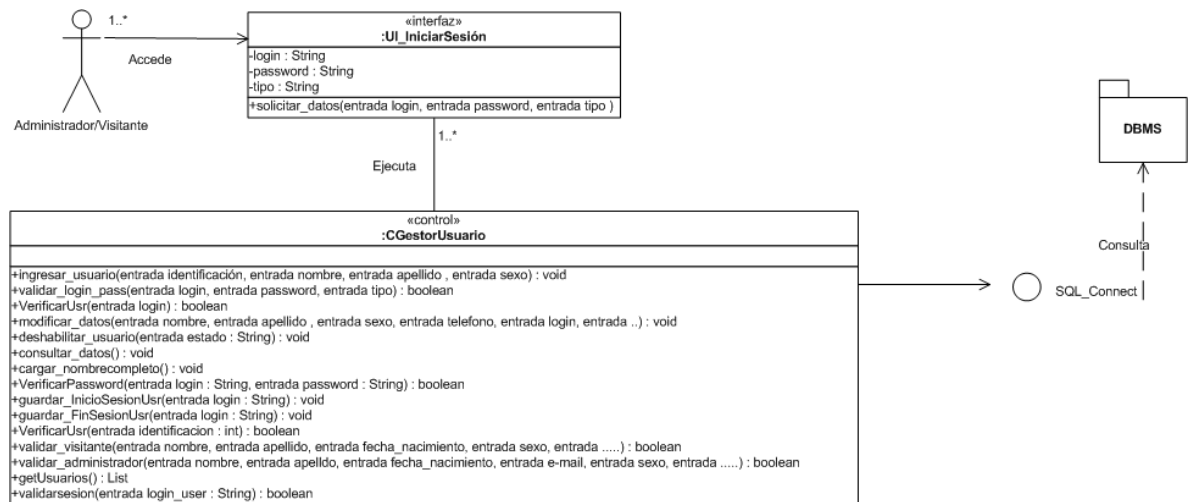 1..*
Accede
Administrador/Visitante
«interfaz»
:UI_IniciarSesión
-login : String
-password : String
-tipo : String
+solicitar_datos(entrada login, entrada password, entrada tipo )
1..*
Ejecuta
DBMS
Consulta
SQL_Connect
«control»
:CGestorUsuario
+ingresar_usuario(entrada identificación, entrada nombre, entrada apellido , entrada sexo) : void
+validar_login_pass(entrada login, entrada password, entrada tipo) : boolean
+VerificarUsr(entrada login) : boolean
+modificar_datos(entrada nombre, entrada apellido , entrada sexo, entrada telefono, entrada login, entrada ..) : void
+deshabilitar_usuario(entrada estado : String) : void
+consultar_datos() : void
+cargar_nombrecompleto() : void
+VerificarPassword(entrada login : String, entrada password : String) : boolean
+guardar_InicioSesionUsr(entrada login : String) : void
+guardar_FinSesionUsr(entrada login : String) : void
+VerificarUsr(entrada identificacion : int) : boolean
+validar_visitante(entrada nombre, entrada apellido, entrada fecha_nacimiento, entrada sexo, entrada .....) : boolean
+validar_administrador(entrada nombre, entrada apelldo, entrada fecha_nacimiento, entrada e-mail, entrada sexo, entrada .....) : boolean
+getUsuarios() : List
+validarsesion(entrada login_user : String) : boolean